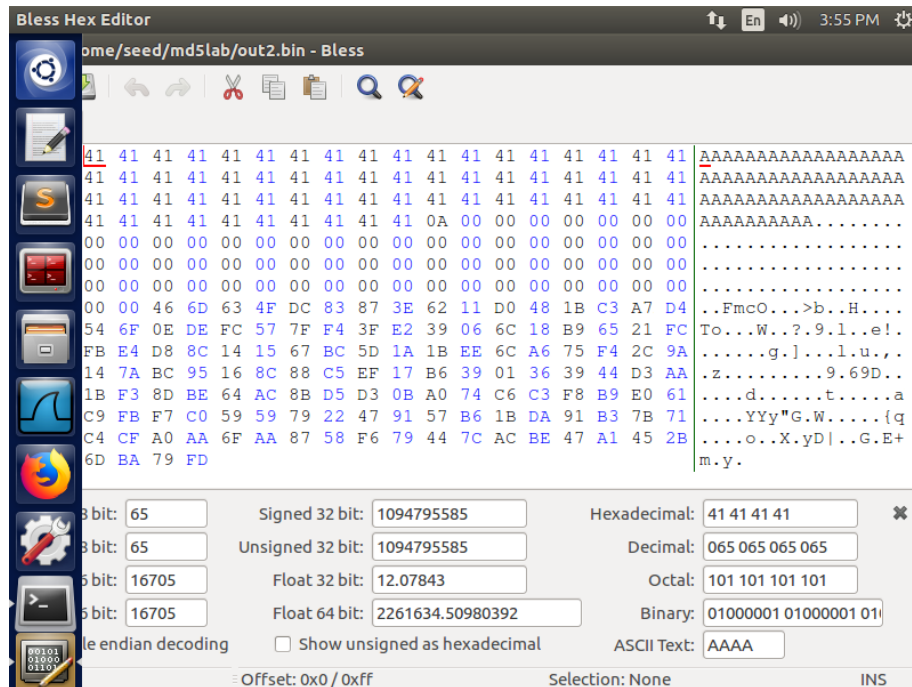 Bless Hex Editor En 3:55 PM
ome/seed/md5lab/out2.bin - Bless
41 41 41 41 41 41 41 41 41 41 41 41 41 41 41 41 41 41 AAAAAAAAAAAAAAAAAA
41 41 41 41 41 41 41 41 41 41 41 41 41 41 41 41 41 41 AAAAAAAAAAAAAAAAAA
41 41 41 41 41 41 41 41 41 41 41 41 41 41 41 41 41 41 AAAAAAAAAAAAAAAAAA
41 41 41 41 41 41 41 41 41 41 0A 00 00 00 00 00 00 00 AAAAAAAAAA........
00 00 00 00 00 00 00 00 00 00 00 00 00 00 00 00 00 00 ..................
00 00 00 00 00 00 00 00 00 00 00 00 00 00 00 00 00 00 ..................
00 00 00 00 00 00 00 00 00 00 00 00 00 00 00 00 00 00 ..................
00 00 46 6D 63 4F DC 83 87 3E 62 11 D0 48 1B C3 A7 D4 ..FmcO...>b..H....
54 6F 0E DE FC 57 7F F4 3F E2 39 06 6C 18 B9 65 21 FC To...W..?.9.l..e!.
FB E4 D8 8C 14 15 67 BC 5D 1A 1B EE 6C A6 75 F4 2C 9A ......g.]...l.u.,.
14 7A BC 95 16 8C 88 C5 EF 17 B6 39 01 36 39 44 D3 AA .z.........9.69D..
1B F3 8D BE 64 AC 8B D5 D3 0B A0 74 C6 C3 F8 B9 E0 61 ....d......t.....a
C9 FB F7 C0 59 59 79 22 47 91 57 B6 1B DA 91 B3 7B 71 ....YYy"G.W.....{q
C4 CF A0 AA 6F AA 87 58 F6 79 44 7C AC BE 47 A1 45 2B ....o..X.yD|..G.E+
6D BA 79 FD m.y.
bit: 65 Signed 32 bit: 1094795585 Hexadecimal: 41 41 41 41
bit: 65 Unsigned 32 bit: 1094795585 Decimal: 065 065 065 065
bit: 16705 Float 32 bit: 12.07843 Octal: 101 101 101 101
bit: 16705 Float 64 bit: 2261634.50980392 Binary: 01000001 01000001 01
le endian decoding Show unsigned as hexadecimal ASCII Text: AAAA
Offset: 0x0 / 0xff Selection: None INS